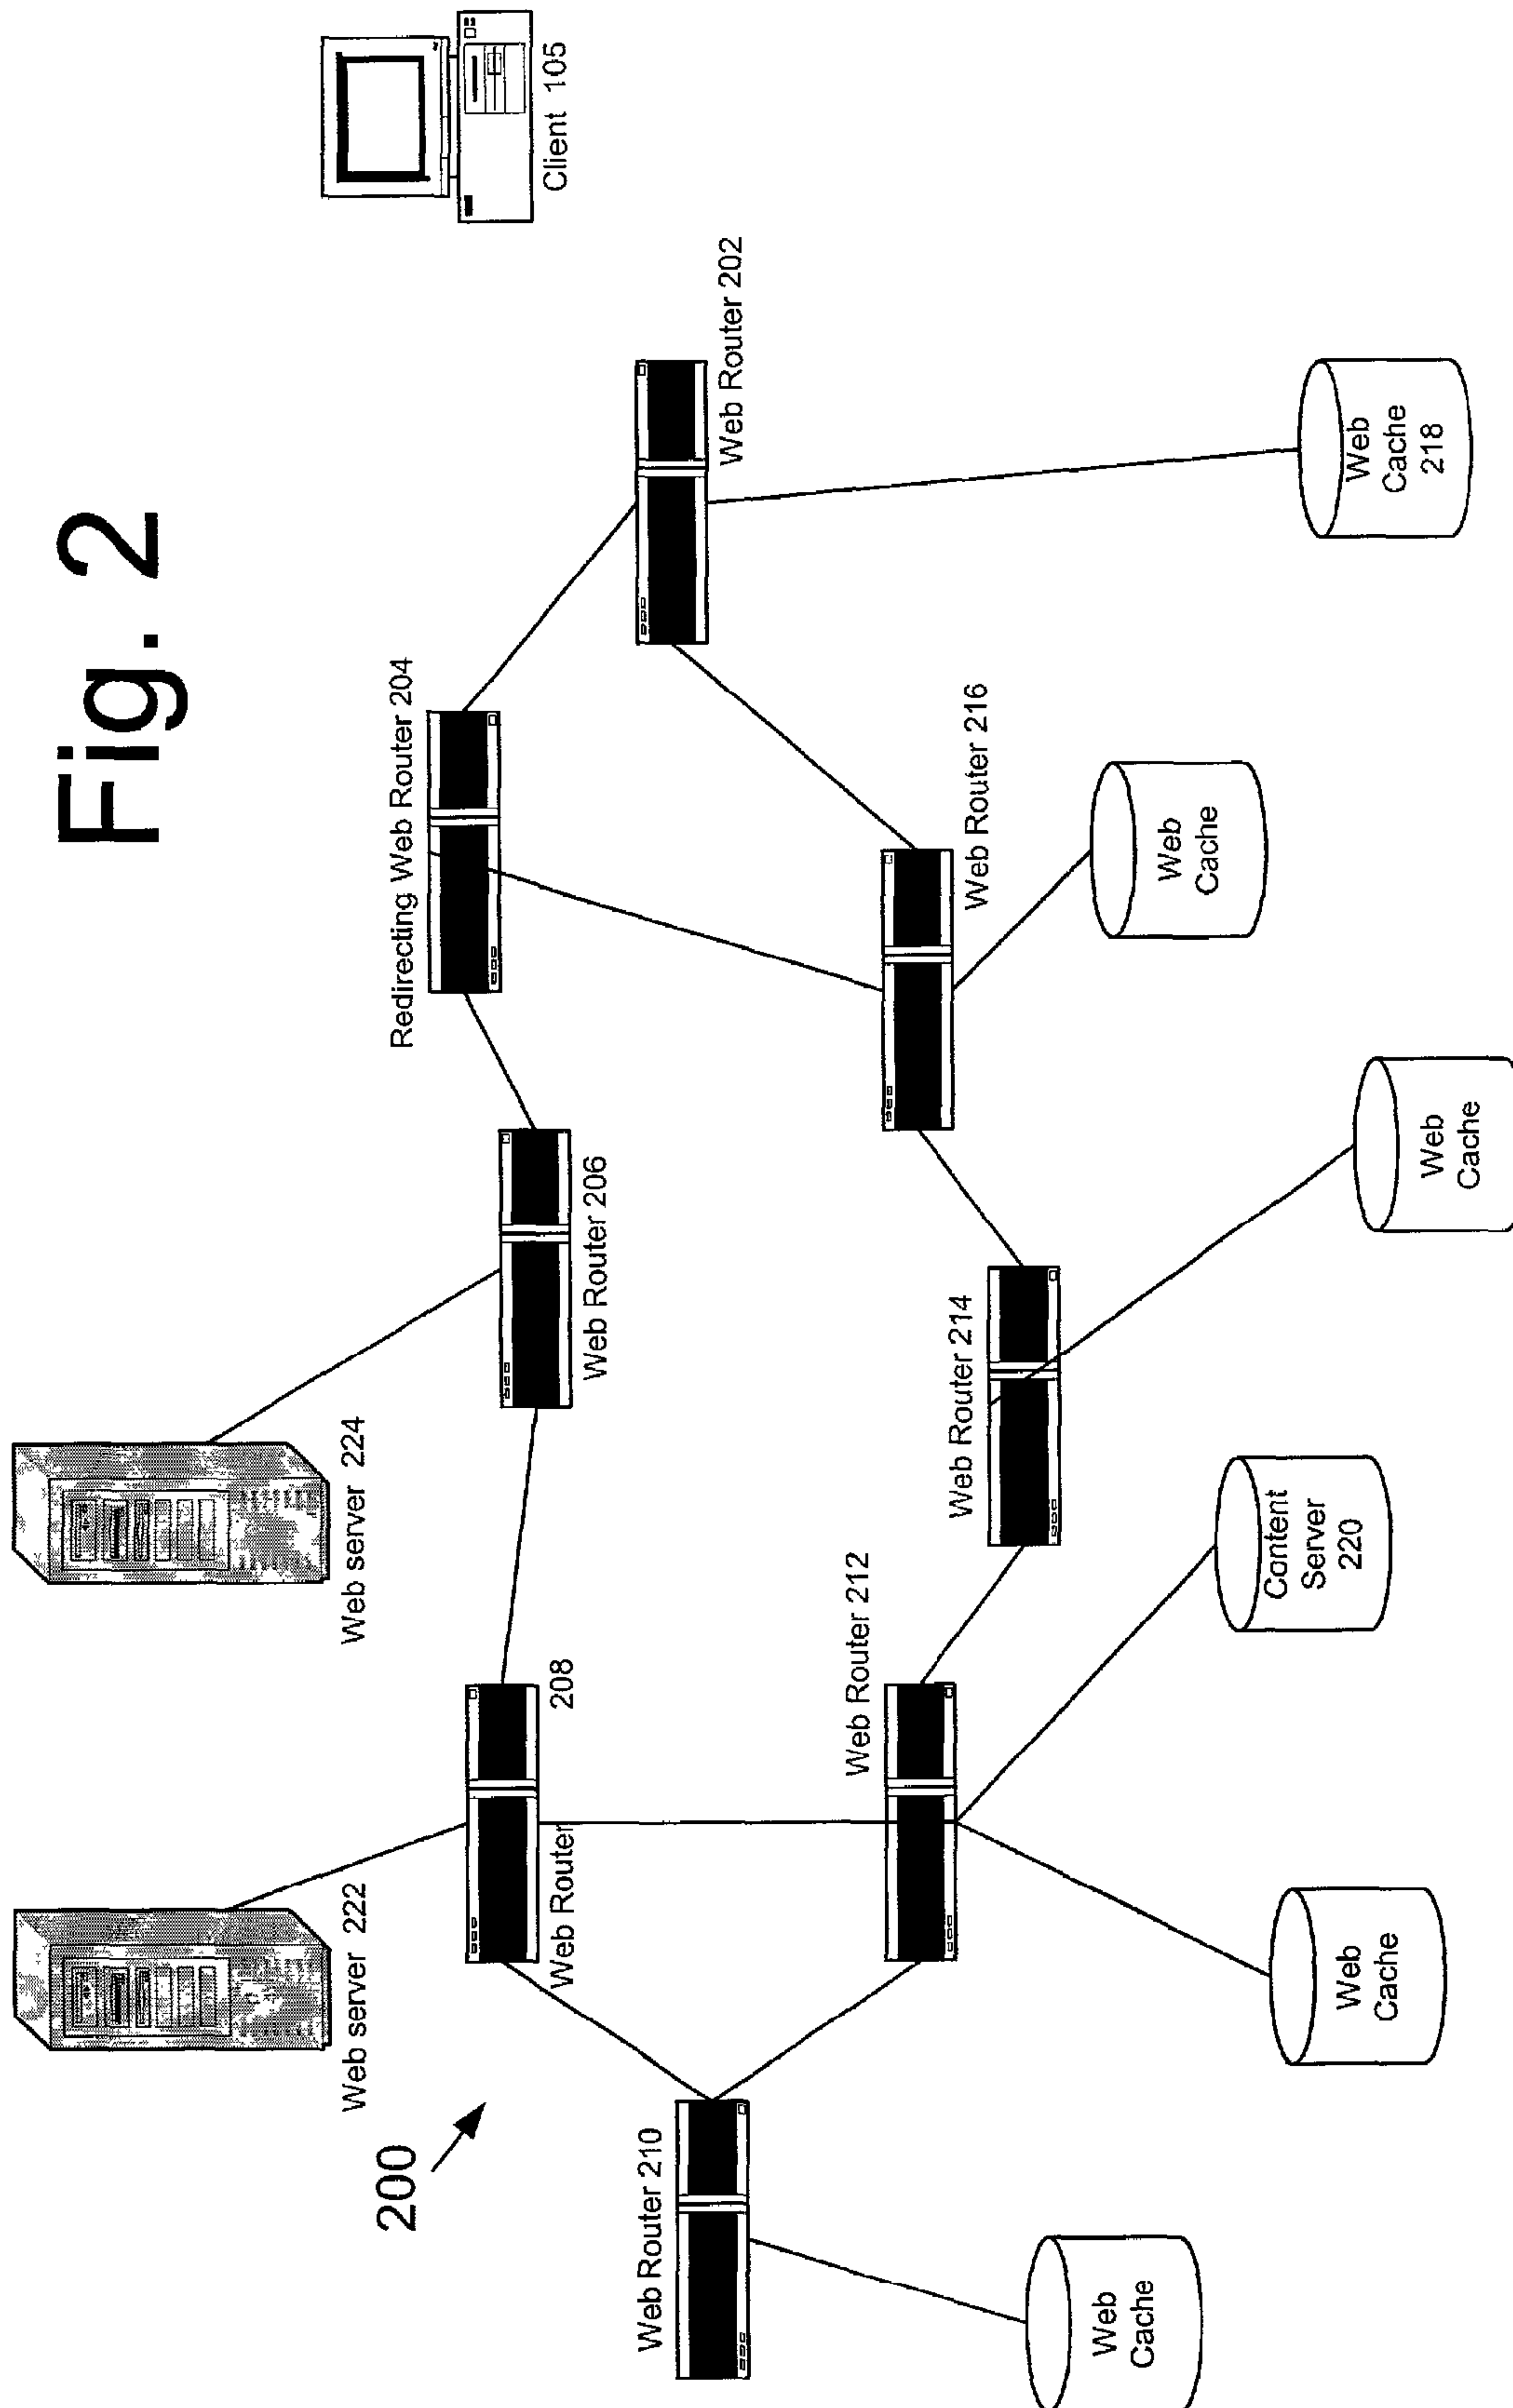 Fig. 2
Client 105
Web server 222
Web server 224
200
Redirecting Web Router 204
Web Router 208
Web Router 206
Web Router 202
Web Router 210
Web Router 212
Web Router 214
Web Router 216
Web
Cache
Web
Cache
Content
Server
220
Web
Cache
Web
Cache
Web
Cache
218